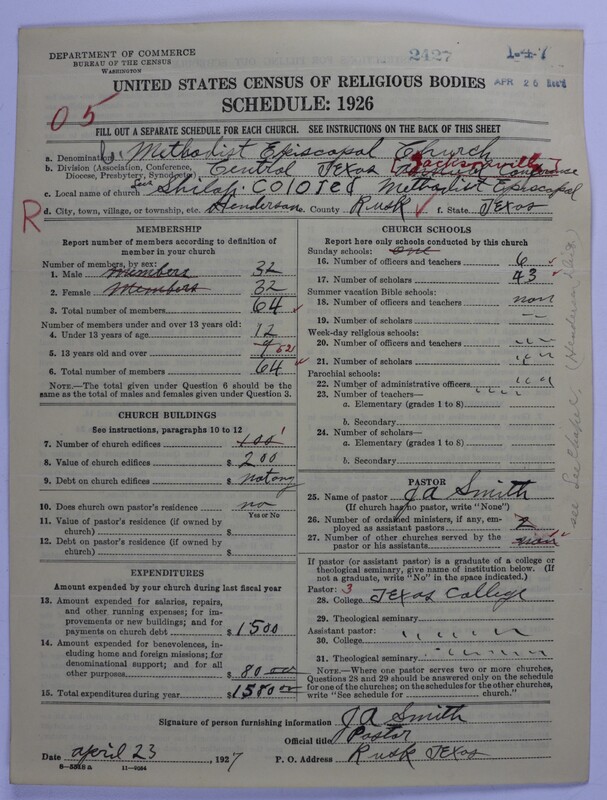 DEPARTMENT OF COMMERCE
BUREAU OF THE CENSUS
WASHINGTON
2427
1-47
APR 26
UNITED STATES CENSUS OF RELIGIOUS BODIES
SCHEDULE: 1926
05
FILL OUT A SEPARATE SCHEDULE FOR EACH CHURCH. SEE INSTRUCTIONS ON THE BACK OF THIS SHEET
a. Denomination Methodist Episcopal Church
b. Division (Association, Conference, Diocese, Presbytery, Synod, etc.) Central Texas Conference
c. Local name of church Shiloh Colored Methodist Episcopal
R
d. City, town, village, or township, etc. Henderson e. County Rusk f. State Texas
MEMBERSHIP
Report number of members according to definition of member in your church
Number of members, by sex:
1. Male members 32
2. Female Members 32
3. Total number of members 64
Number of members under and over 13 years old:
4. Under 13 years of age 12
5. 13 years old and over 52
6. Total number of members 64
NOTE.—The total given under Question 6 should be the same as the total of males and females given under Question 3.
CHURCH BUILDINGS
See instructions, paragraphs 10 to 12
7. Number of church edifices 1
8. Value of church edifices $ 200
9. Debt on church edifices $ not any
10. Does church own pastor's residence no
Yes or No
11. Value of pastor's residence (if owned by church) $
12. Debt on pastor's residence (if owned by church) $
EXPENDITURES
Amount expended by your church during last fiscal year
13. Amount expended for salaries, repairs, and other running expenses; for improvements or new building; and for payments on church debt $ 1500
14. Amount expended for benevolences, including home and foreign missions; for denominational support; and for all other purposes $ 80 00
15. Total expenditures during year $ 1580 00
CHURCH SCHOOLS
Report here only schools conducted by this church
Sunday schools: one
16. Number of officers and teachers 6
17. Number of scholars 43
Summer vacation Bible schools:
18. Number of officers and teachers non
19. Number of scholars
Week-day religious schools:
20. Number of officers and teachers
21. Number of scholars
Parochial schools:
22. Number of administrative officers
23. Number of teachers—
a. Elementary (grades 1 to 8)
b. Secondary
24. Number of scholars—
a. Elementary (grades 1 to 8)
b. Secondary
PASTOR
25. Name of pastor J A Smith
(If church has no pastor, write "None")
26. Number of ordained ministers, if any, employed as assistant pastors
27. Number of other churches served by the pastor or his assistants
If pastor (or assistant pastor) is a graduate of a college or theological seminary, give name of institution below. (If not a graduate, write "No" in the space indicated.)
Pastor: 3
28. College Texas College
29. Theological seminary
Assistant pastor:
30. College
31. Theological seminary
NOTE.—Where one pastor serves two or more churches, Questions 28 and 29 should be answered only on the schedule for one of the churches; on the schedules for the other churches, write "See schedule for church."
Signature of person furnishing information J A Smith
Official title Pastor
Date april 23, 1927 P. O. Address Rusk Texas
8—5519 a 11—9064